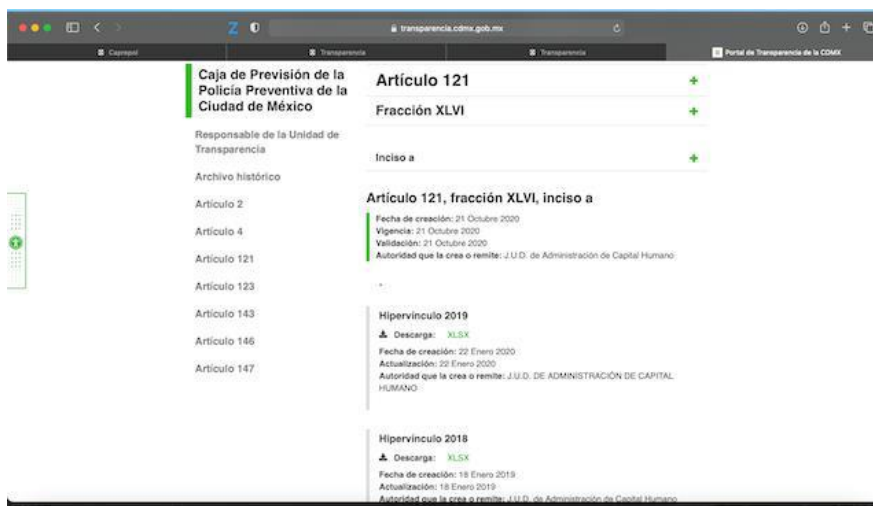 transparencia.cdmx.gob.mx
Caprepol
Transparencia
Transparencia
Portal de Transparencia de la CDMX
Caja de Previsión de la
Policía Preventiva de la
Ciudad de México
Responsable de la Unidad de
Transparencia
Archivo histórico
Artículo 2
Artículo 4
Artículo 121
Artículo 123
Artículo 143
Artículo 146
Artículo 147
Artículo 121
Fracción XLVI
Inciso a
Artículo 121, fracción XLVI, inciso a
Fecha de creación: 21 Octubre 2020
Vigencia: 21 Octubre 2020
Validación: 21 Octubre 2020
Autoridad que la crea o remite: J.U.D. de Administración de Capital Humano
Hipervínculo 2019
Descarga: XLSX
Fecha de creación: 22 Enero 2020
Actualización: 22 Enero 2020
Autoridad que la crea o remite: J.U.D. DE ADMINISTRACIÓN DE CAPITAL
HUMANO
Hipervínculo 2018
Descarga: XLSX
Fecha de creación: 18 Enero 2019
Actualización: 18 Enero 2019
Autoridad que la crea o remite: J.U.D. de Administración de Capital Humano